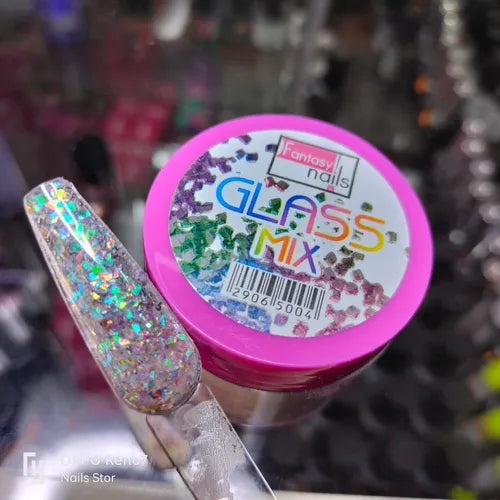 Fantasy
nails
GLASS
MIX
29065004
Nails Stor